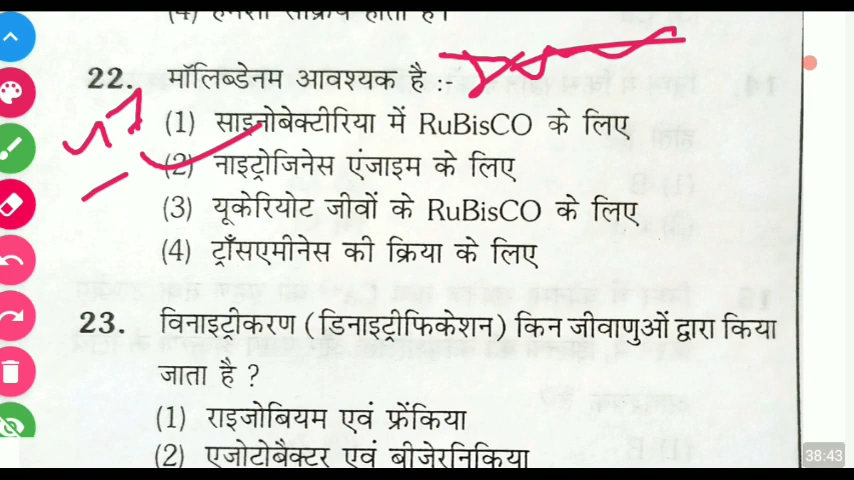 22. मॉलिब्डेनम आवश्यक है :-
(1) साइनोबेक्टीरिया में RuBisCO के लिए
(2) नाइट्रोजिनेस एंजाइम के लिए
(3) यूकेरियोट जीवों के RuBisCO के लिए
(4) ट्राँसएमीनेस की क्रिया के लिए
23. विनाइट्रीकरण (डिनाइट्रीफिकेशन) किन जीवाणुओं द्वारा किया
जाता है ?
(1) राइजोबियम एवं फ्रेंकिया
(2) एजोटोबैक्टर एवं बीजेरनिकिया
38:43